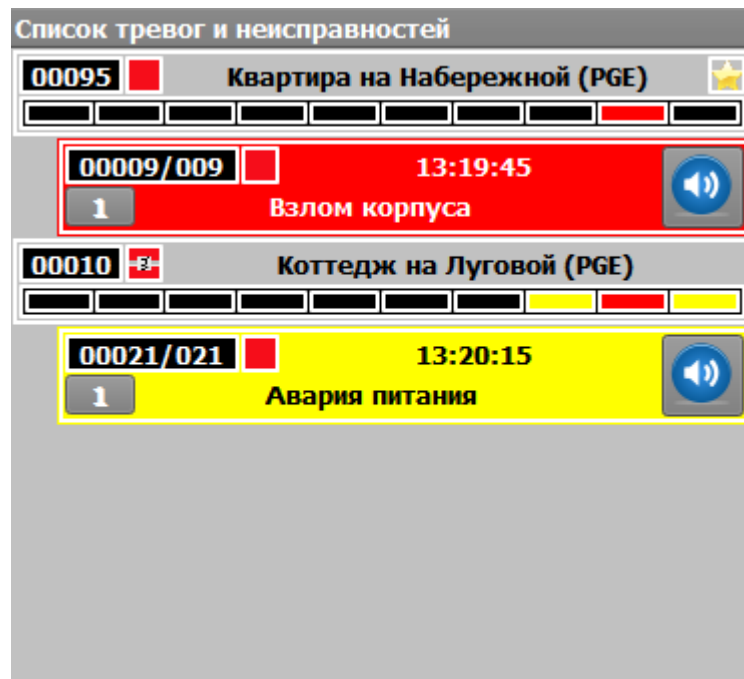 Список тревог и неисправностей
00095 Квартира на Набережной (PGE)
00009/009 13:19:45
1 Взлом корпуса
00010 Коттедж на Луговой (PGE)
00021/021 13:20:15
1 Авария питания